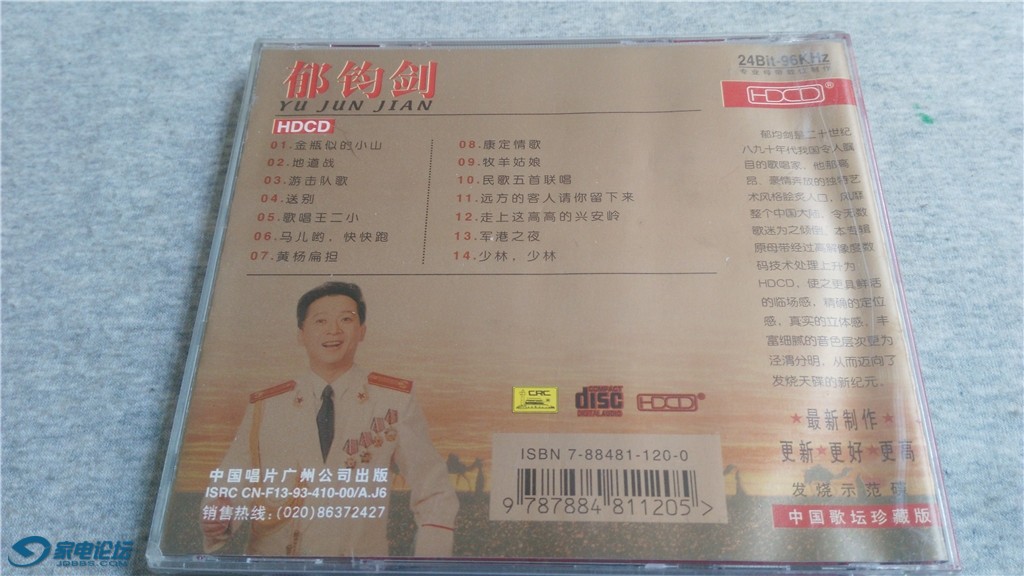 郁钧剑
YU JUN JIAN
HDCD
01.金瓶似的小山
02.地道战
03.游击队歌
04.送别
05.歌唱王二小
06.马儿哟，快快跑
07.黄杨扁担
08.康定情歌
09.牧羊姑娘
10.民歌五首联唱
11.远方的客人请你留下来
12.走上这高高的兴安岭
13.军港之夜
14.少林，少林
24Bit-96KHz
HDCD®
郁均剑是二十世纪
八九十年代我国令人瞩
目的歌唱家，他那高
昂、豪情奔放的独特艺
术风格脍炙人口，风靡
整个中国大陆，令无数
歌迷为之倾倒。本专辑
原母带经过高解像度数
码技术处理上升为
HDCD，使之更具鲜活
的临场感，精确的定位
感，真实的立体感，丰
富细腻的音色层次更为
泾渭分明，从而迈向了
发烧天碟的新纪元。
★最新制作★
更新★更好★更高
发烧示范碟
中国歌坛珍藏版
CRC
COMPACT
disc
DIGITAL AUDIO
HDCD®
ISBN 7-88481-120-0
9 787884 811205 >
中国唱片广州公司出版
ISRC CN-F13-93-410-00/A.J6
销售热线：(020)86372427
家电论坛
JDBBS.COM